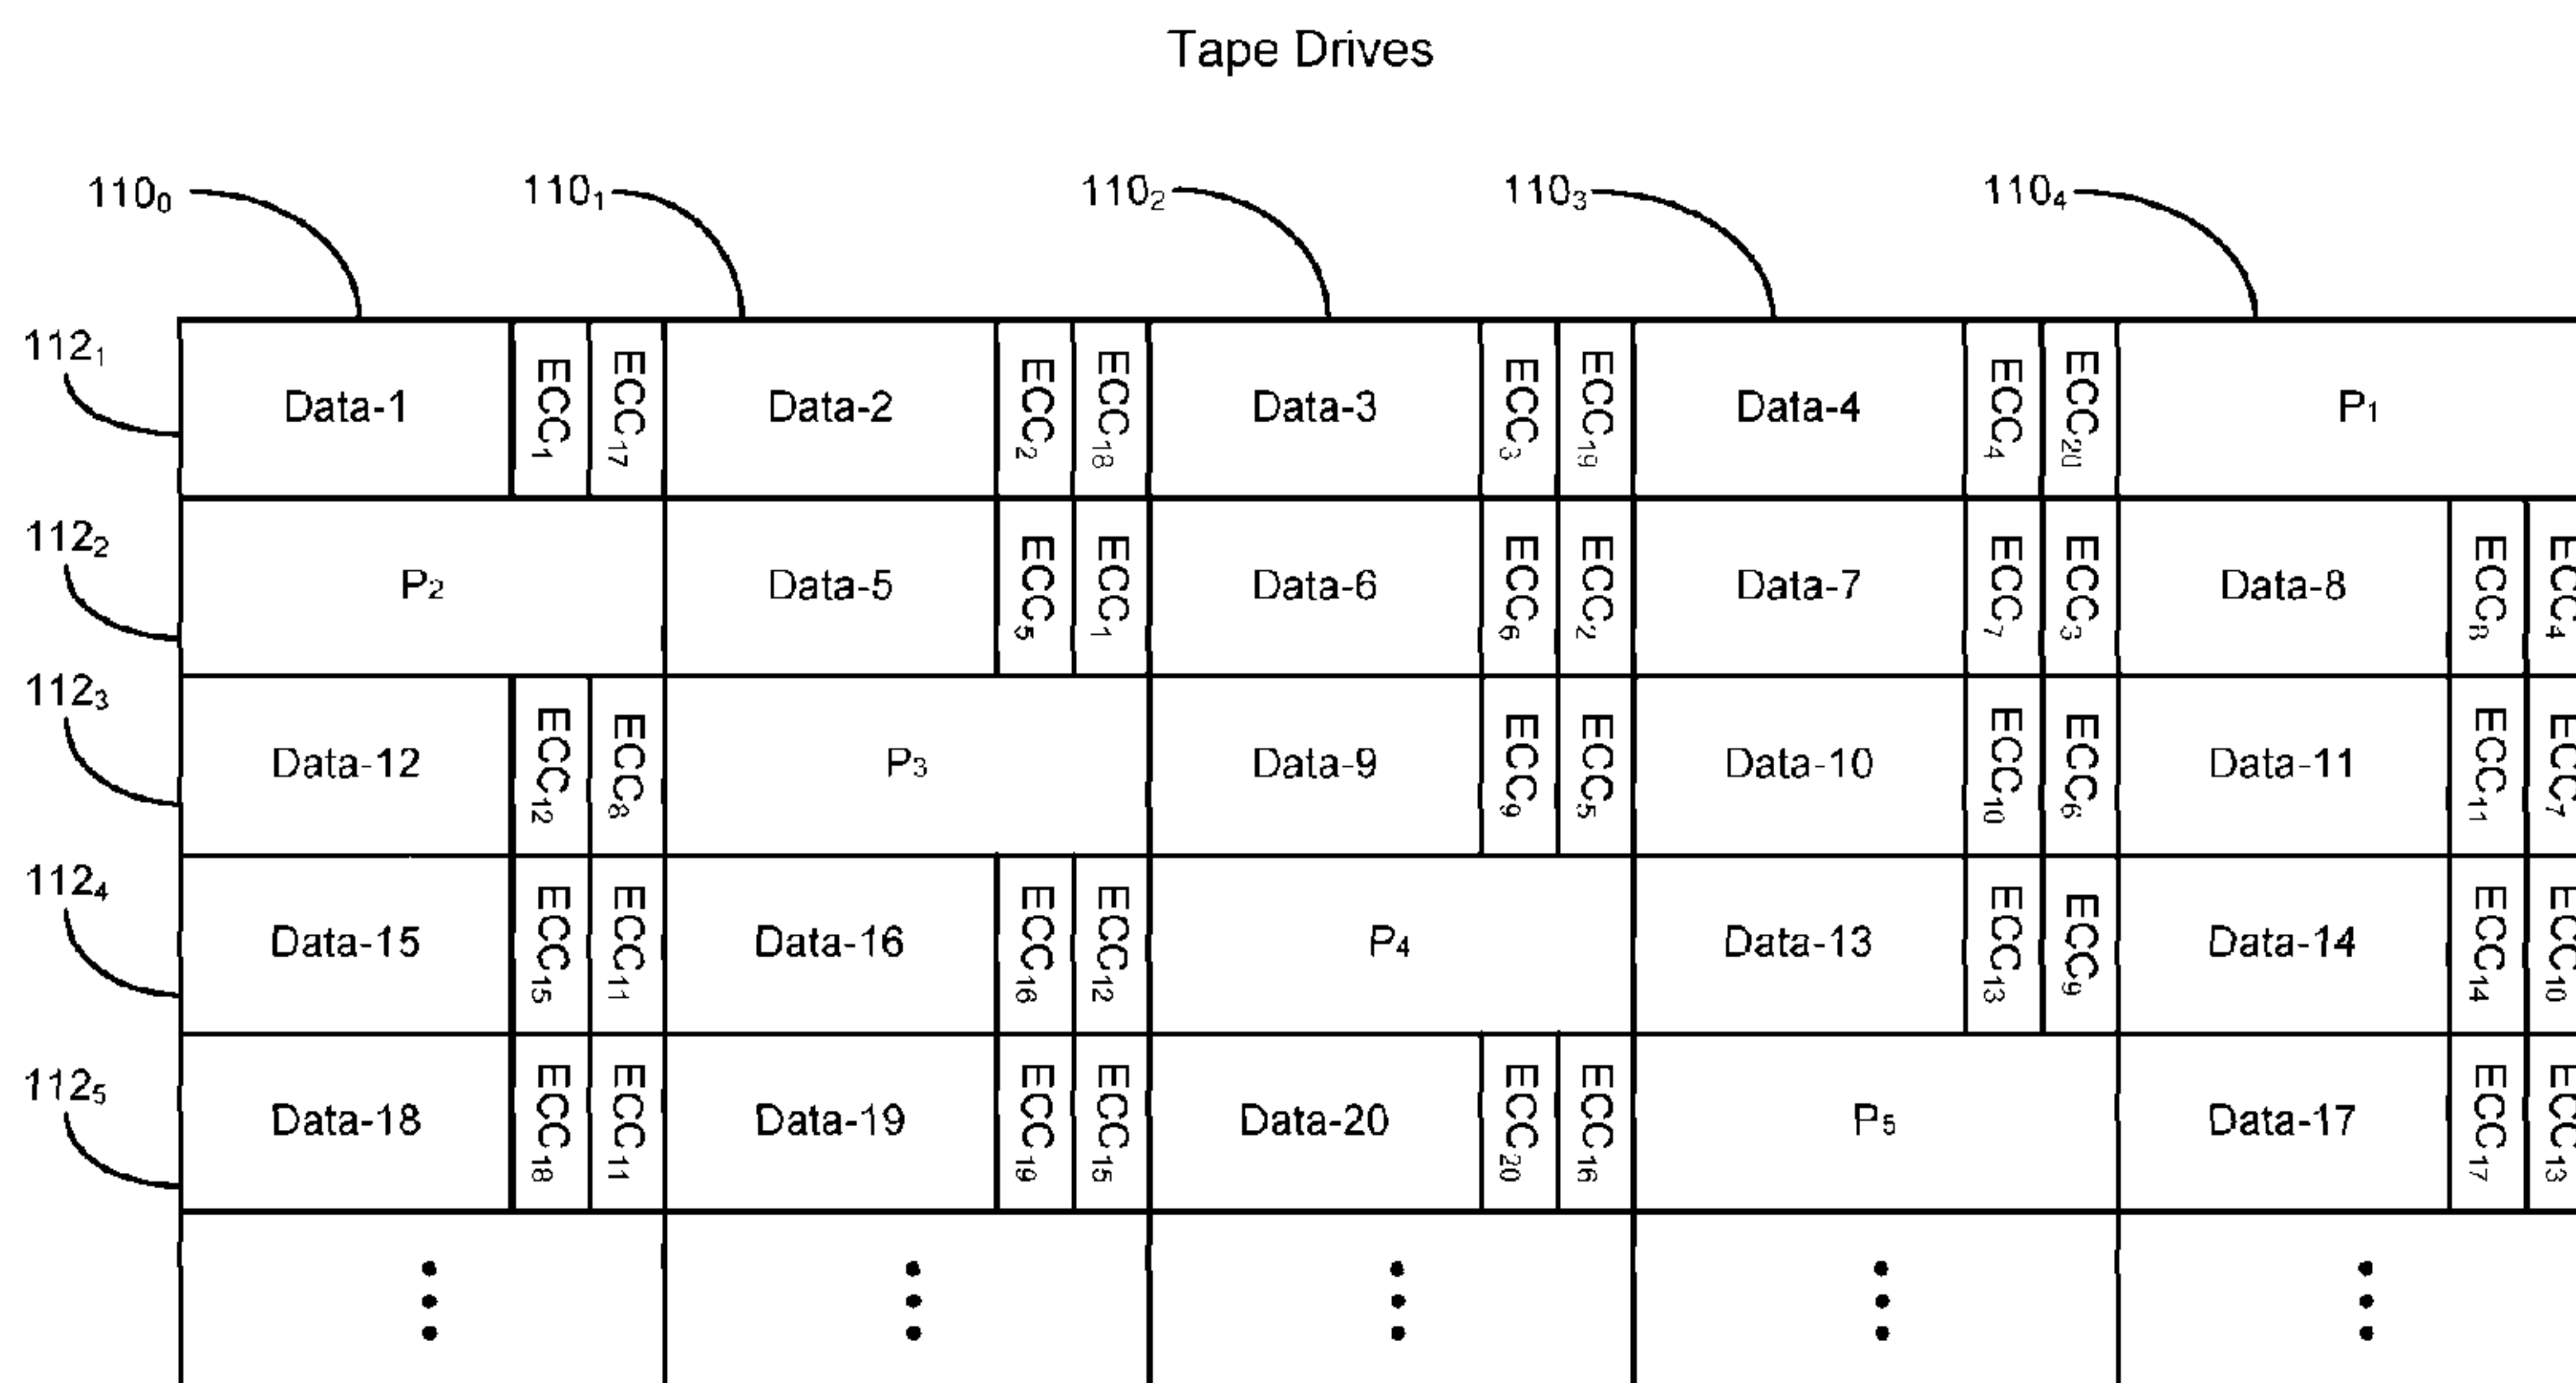 Tape Drives
110₀ 110₁ 110₂ 110₃ 110₄
112₁ Data-1 ECC₁ ECC₁₇ Data-2 ECC₂ ECC₁₈ Data-3 ECC₃ ECC₁₉ Data-4 ECC₄ ECC₂₀ P₁
112₂ P₂ Data-5 ECC₅ ECC₁ Data-6 ECC₆ ECC₂ Data-7 ECC₇ ECC₃ Data-8 ECC₈ ECC₄
112₃ Data-12 ECC₁₂ ECC₈ P₃ Data-9 ECC₉ ECC₅ Data-10 ECC₁₀ ECC₆ Data-11 ECC₁₁ ECC₇
112₄ Data-15 ECC₁₅ ECC₁₁ Data-16 ECC₁₆ ECC₁₂ P₄ Data-13 ECC₁₃ ECC₉ Data-14 ECC₁₄ ECC₁₀
112₅ Data-18 ECC₁₈ ECC₁₁ Data-19 ECC₁₉ ECC₁₅ Data-20 ECC₂₀ ECC₁₆ P₅ Data-17 ECC₁₇ ECC₁₃